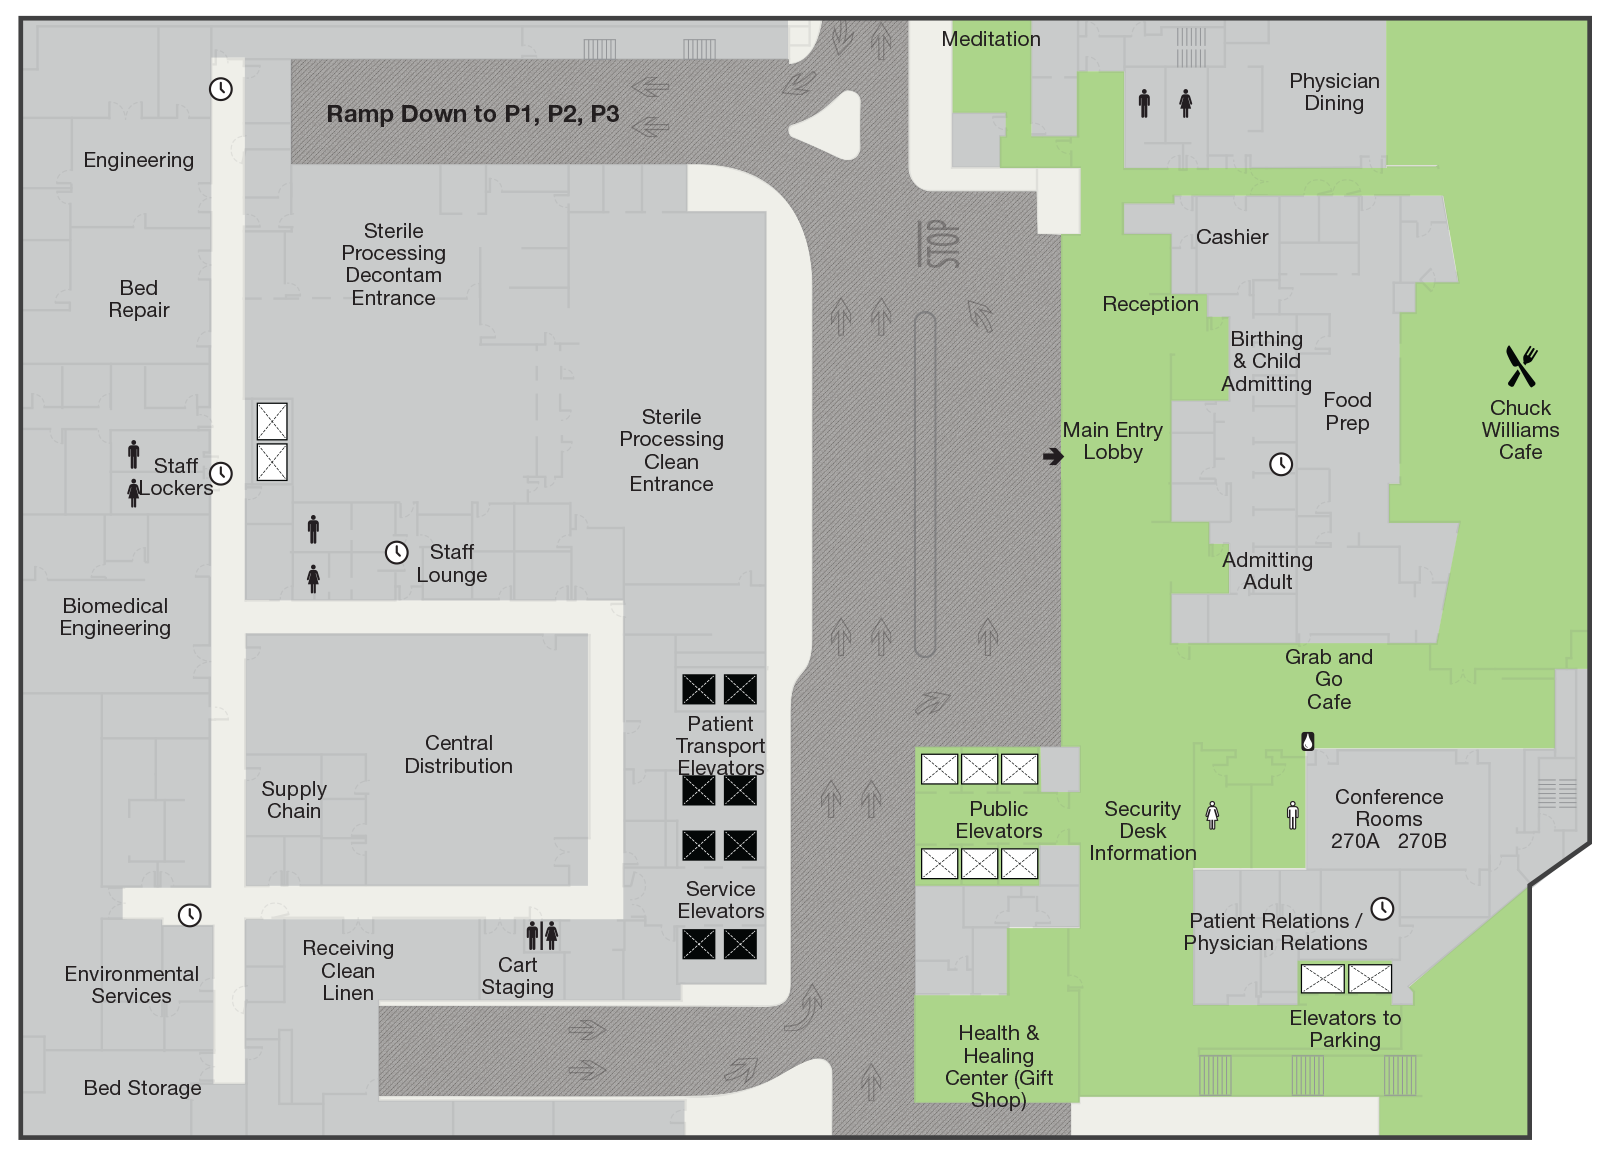 Meditation
Physician
Dining
Ramp Down to P1, P2, P3
Engineering
Sterile
Processing
Decontam
Entrance
STOP
Cashier
Bed
Repair
Reception
Birthing
& Child
Admitting
Food
Prep
Chuck
Williams
Cafe
Sterile
Processing
Clean
Entrance
Main Entry
Lobby
Staff
Lockers
Staff
Lounge
Admitting
Adult
Biomedical
Engineering
Grab and
Go
Cafe
Patient
Transport
Elevators
Central
Distribution
Supply
Chain
Public
Elevators
Security
Desk
Information
Conference
Rooms
270A 270B
Service
Elevators
Patient Relations /
Physician Relations
Receiving
Clean
Linen
Cart
Staging
Environmental
Services
Elevators to
Parking
Health &
Healing
Center (Gift
Shop)
Bed Storage